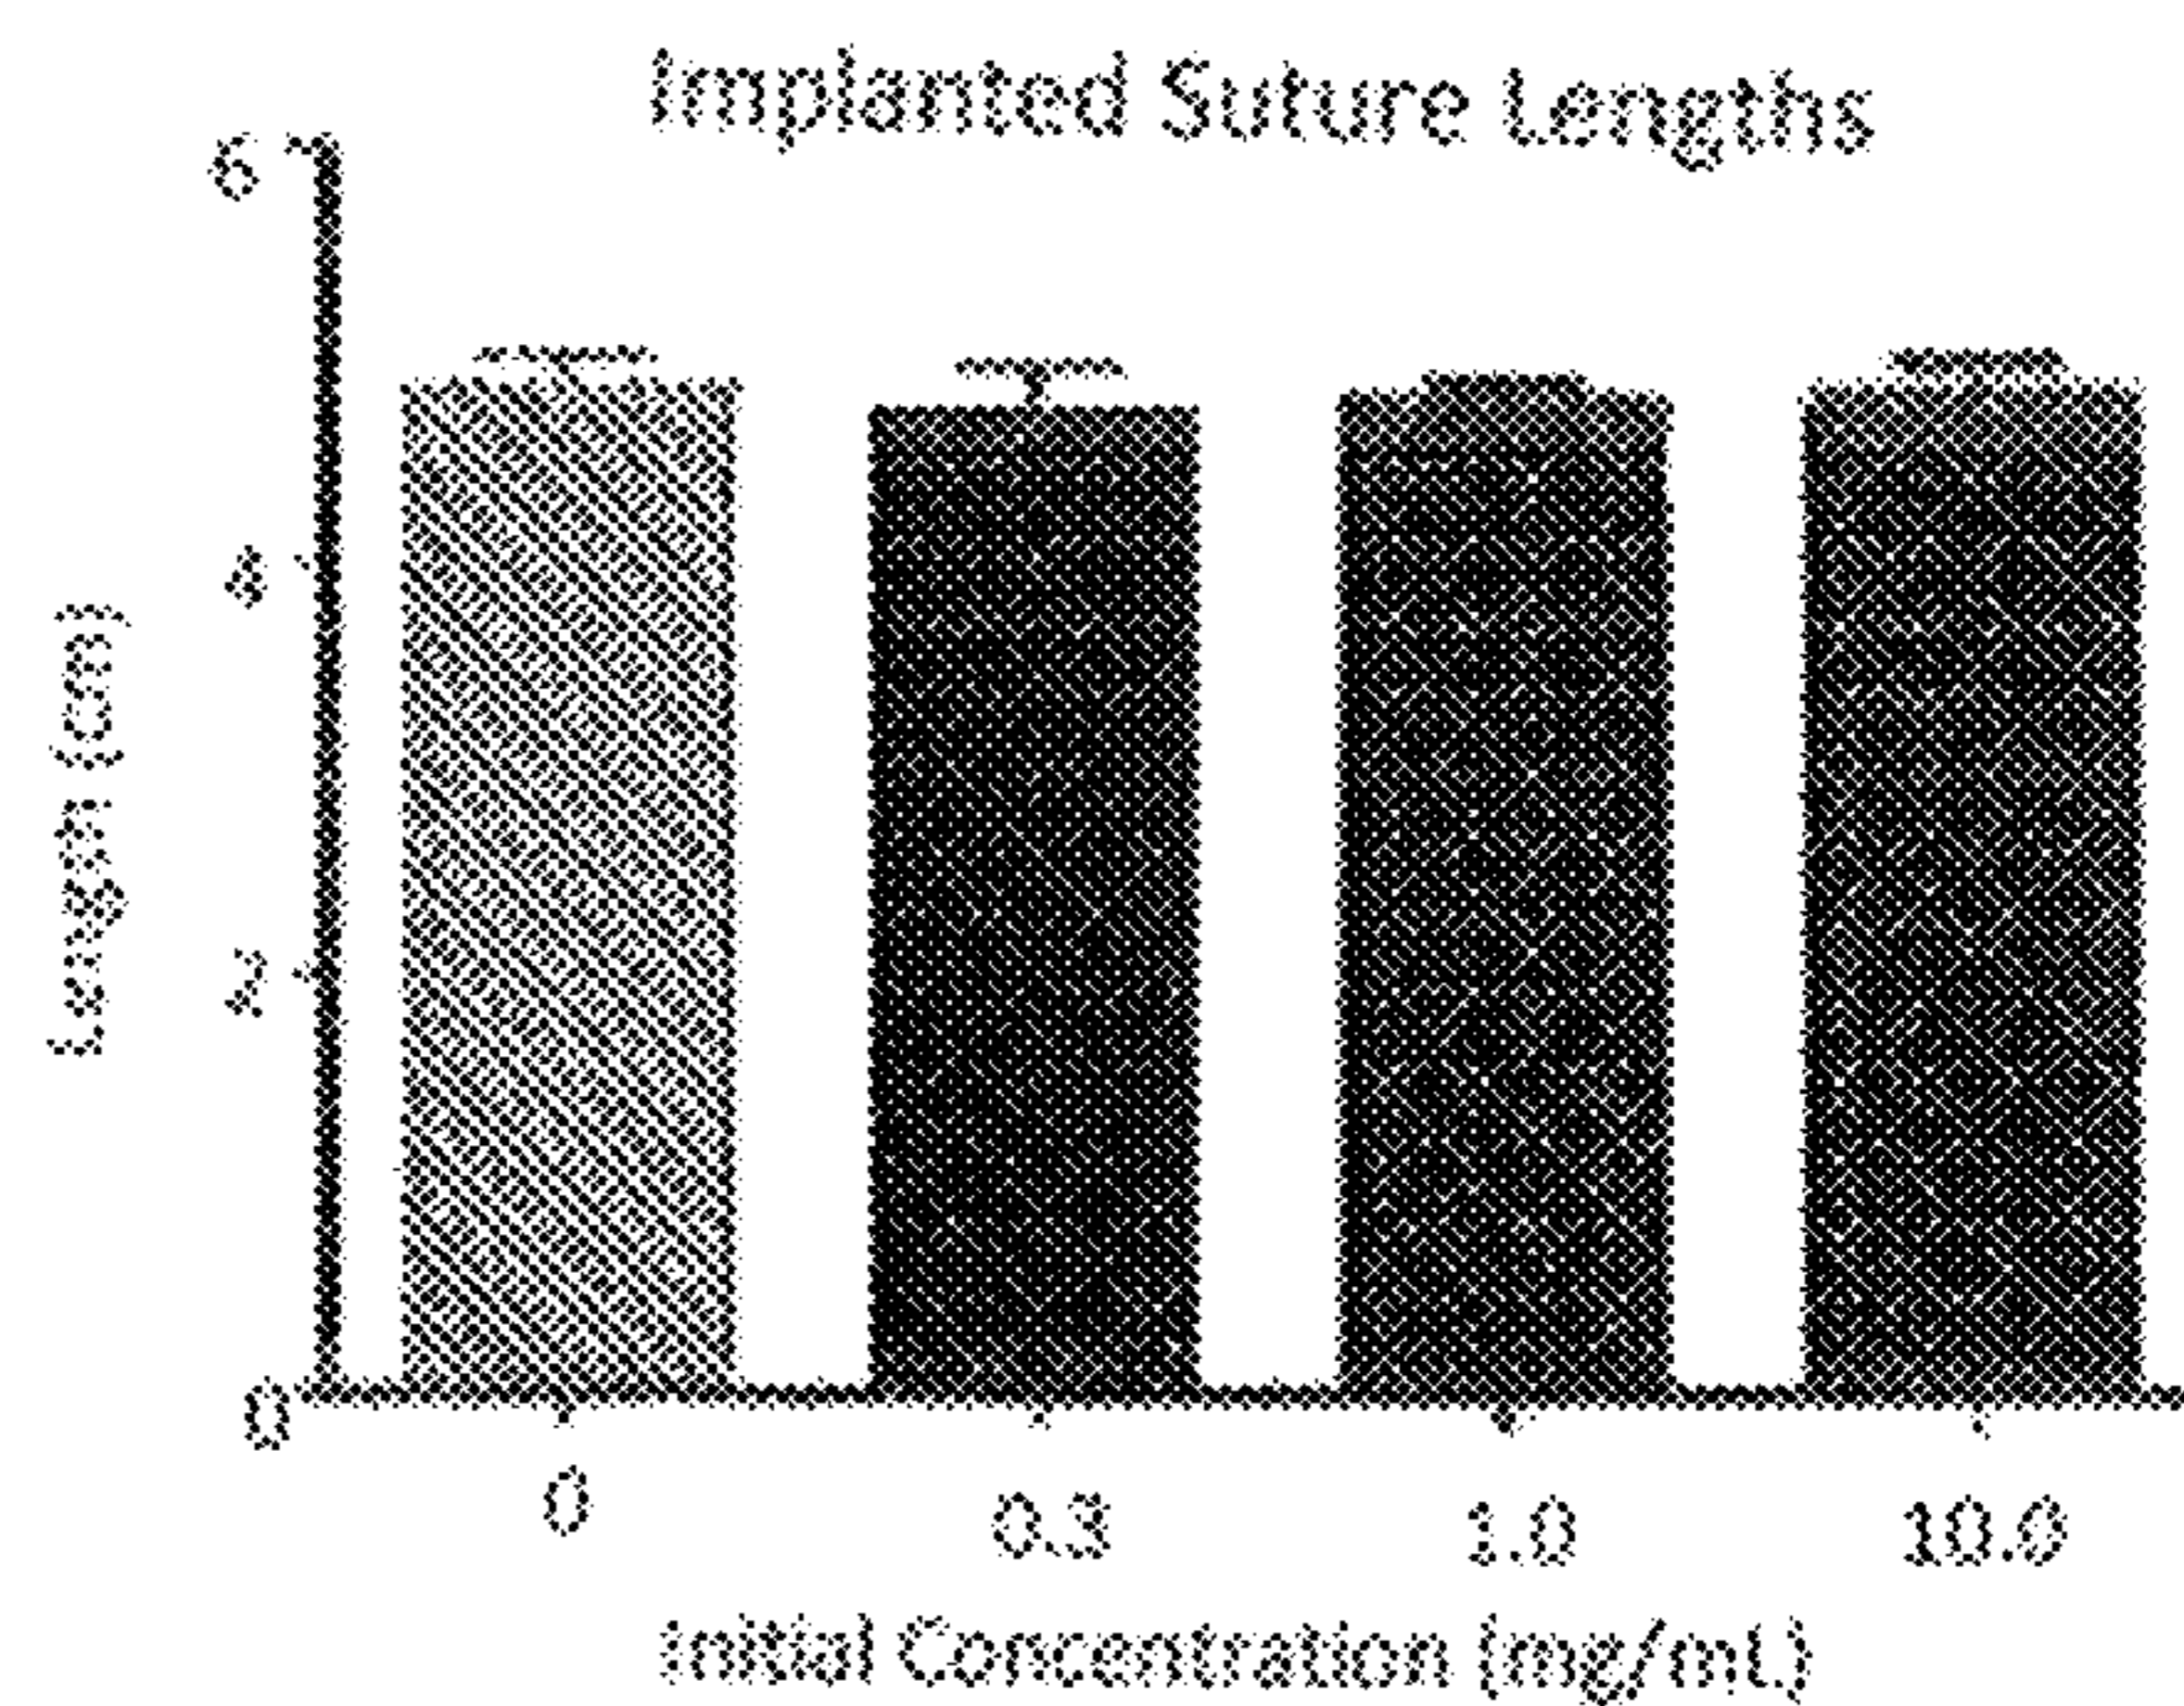 Implanted Suture Lengths
6
4
2
0
Length (cm)
0 0.3 1.0 10.0
Initial Concentration (mg/mL)